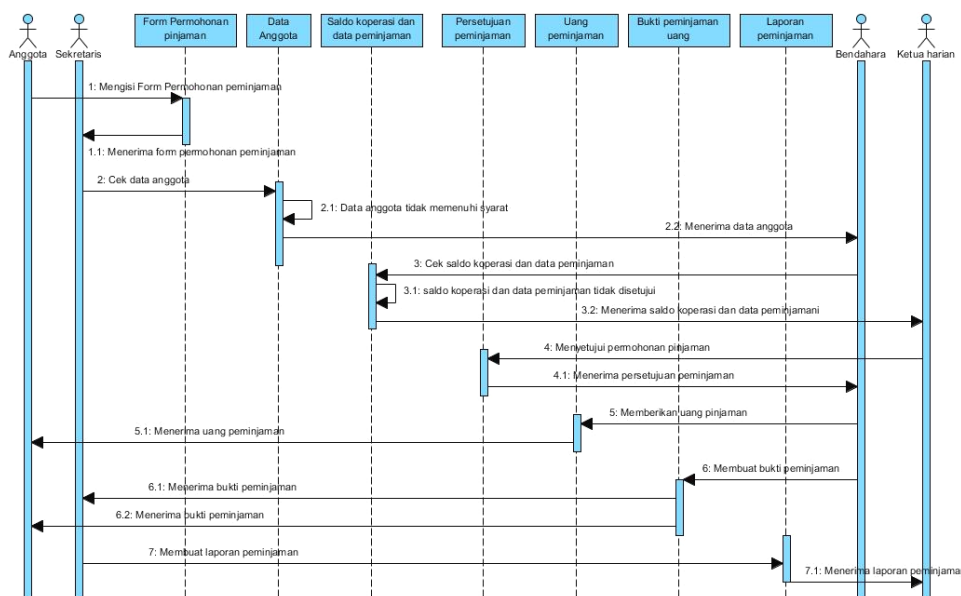 Form Permohonan
pinjaman
Data
Anggota
Saldo koperasi dan
data peminjaman
Persetujuan
peminjaman
Uang
peminjaman
Bukti peminjaman
uang
Laporan
peminjaman
Anggota
Sekretaris
Bendahara
Ketua harian
1: Mengisi Form Permohonan peminjaman
1.1: Menerima form permohonan peminjaman
2: Cek data anggota
2.1: Data anggota tidak memenuhi syarat
2.2: Menerima data anggota
3: Cek saldo koperasi dan data peminjaman
3.1: saldo koperasi dan data peminjaman tidak disetujui
3.2: Menerima saldo koperasi dan data peminjamani
4: Menyetujui permohonan pinjaman
4.1: Menerima persetujuan peminjaman
5: Memberikan uang pinjaman
5.1: Menerima uang peminjaman
6: Membuat bukti peminjaman
6.1: Menerima bukti peminjaman
6.2: Menerima bukti peminjaman
7: Membuat laporan peminjaman
7.1: Menerima laporan peminjama